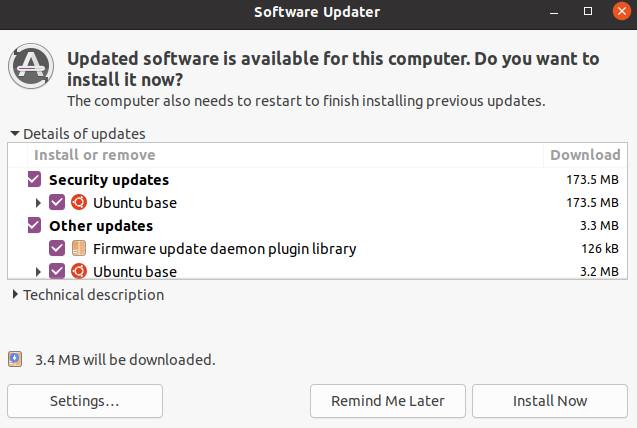 Software Updater
Updated software is available for this computer. Do you want to
install it now?
The computer also needs to restart to finish installing previous updates.
Details of updates
Install or remove Download
Security updates 173.5 MB
Ubuntu base 173.5 MB
Other updates 3.3 MB
Firmware update daemon plugin library 126 kB
Ubuntu base 3.2 MB
Technical description
3.4 MB will be downloaded.
Settings… Remind Me Later Install Now